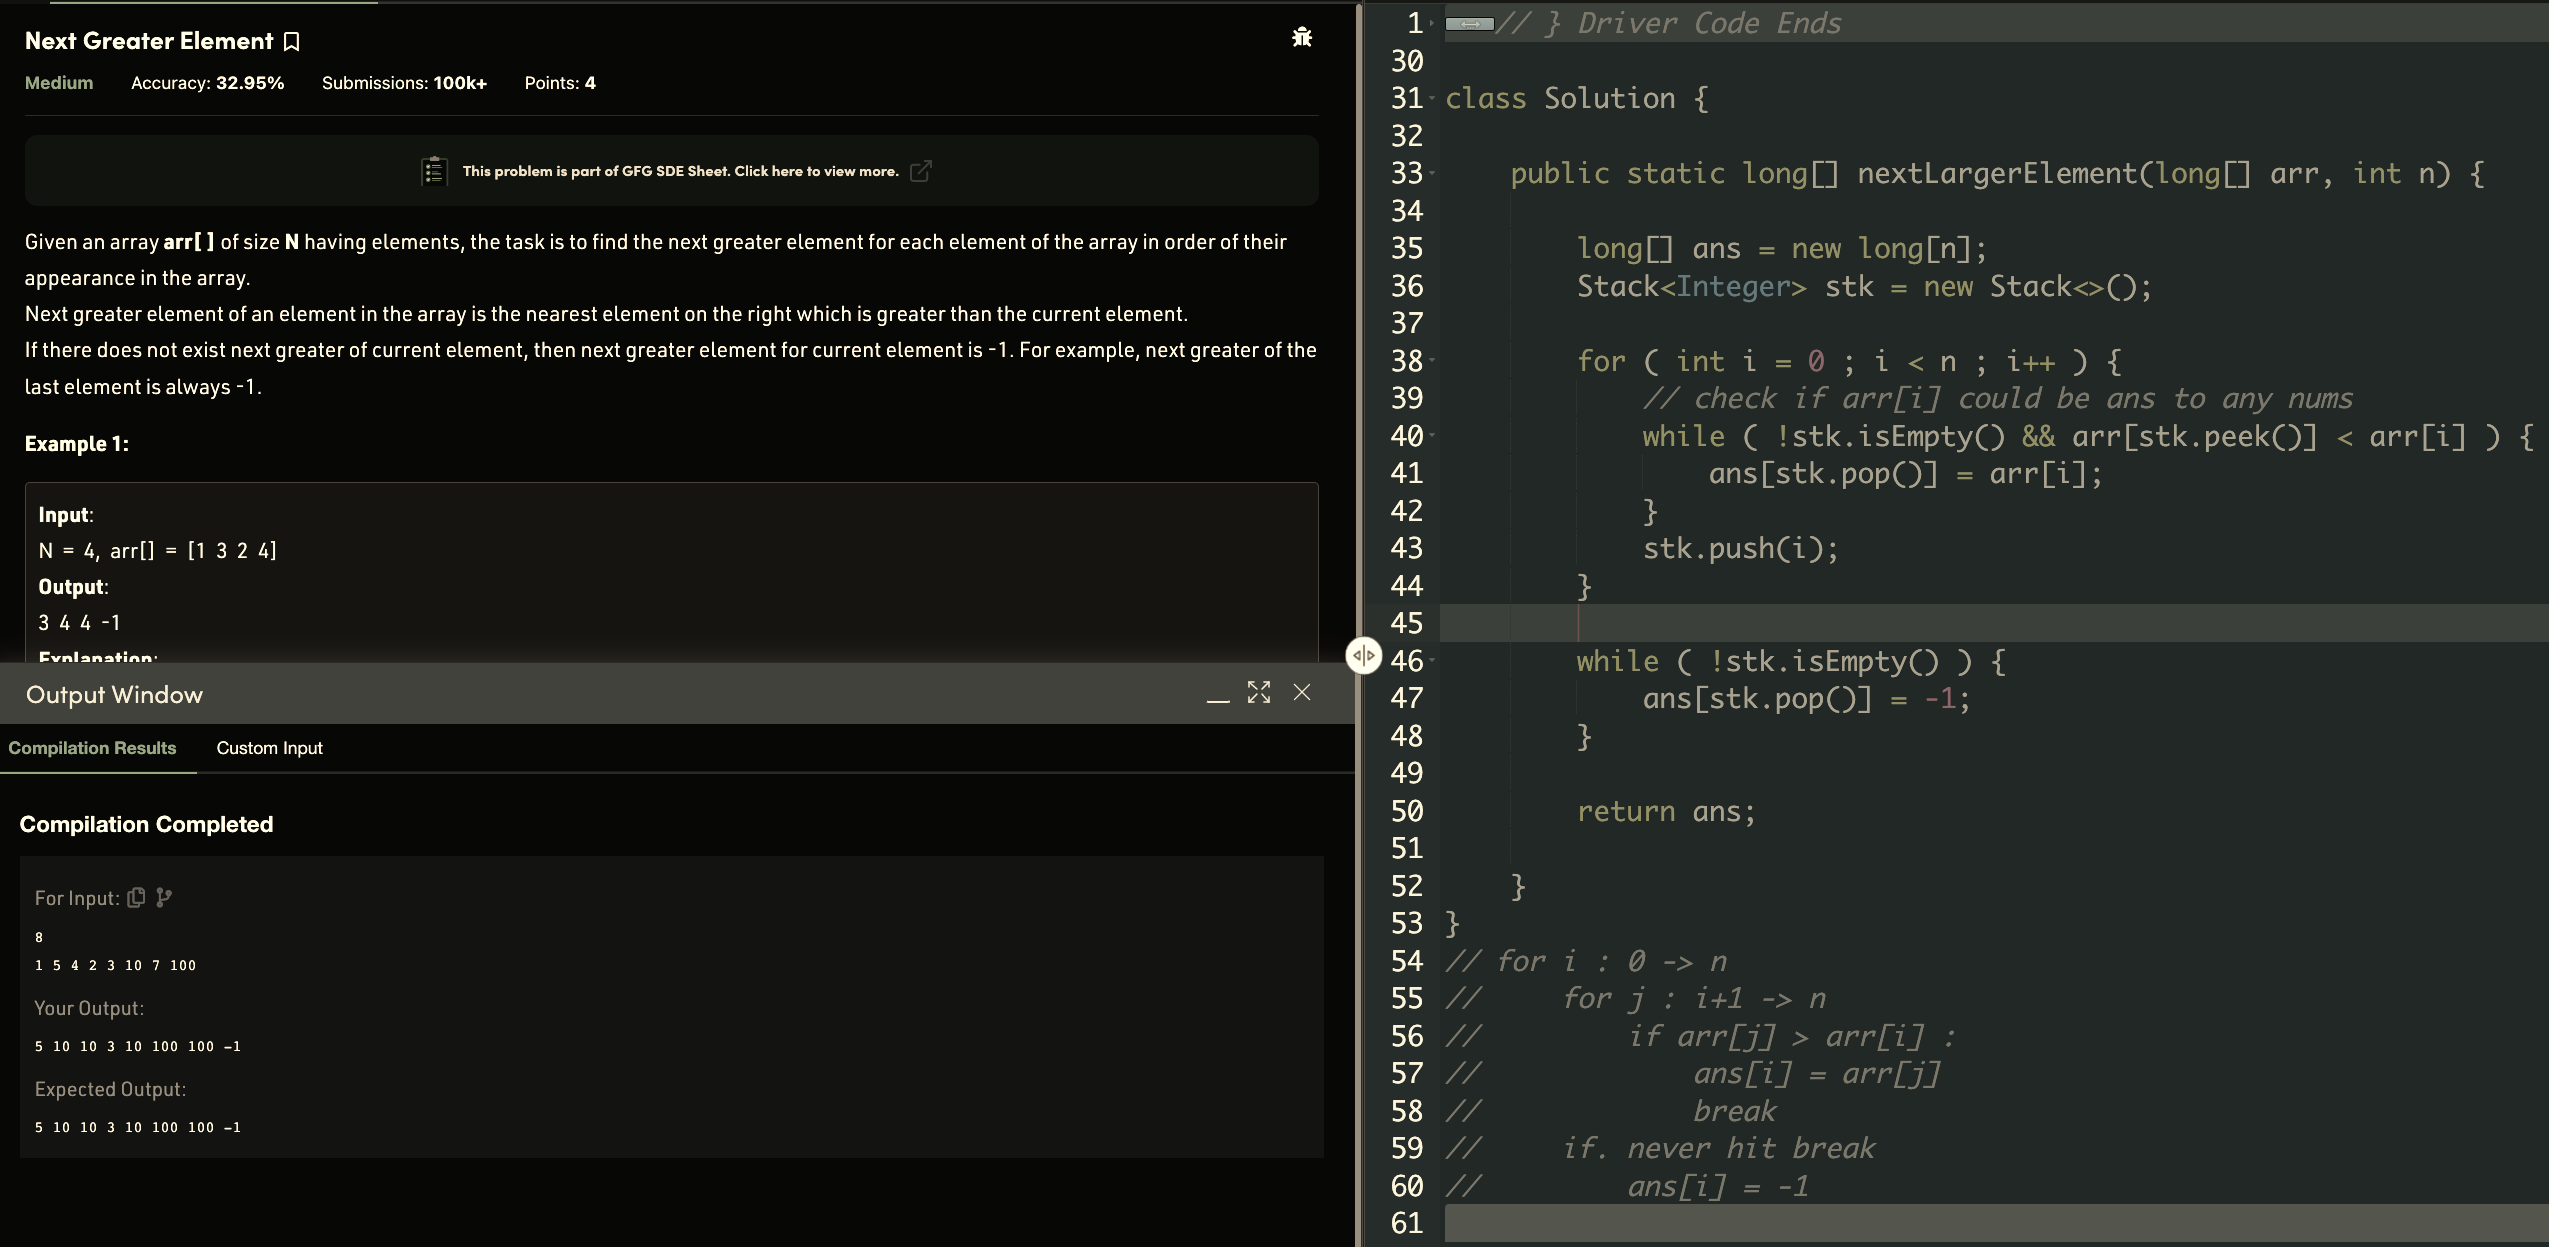 Next Greater Element
Medium Accuracy: 32.95% Submissions: 100k+ Points: 4
This problem is part of GFG SDE Sheet. Click here to view more.
Given an array arr[ ] of size N having elements, the task is to find the next greater element for each element of the array in order of their
appearance in the array.
Next greater element of an element in the array is the nearest element on the right which is greater than the current element.
If there does not exist next greater of current element, then next greater element for current element is -1. For example, next greater of the
last element is always -1.
Example 1:
Input:
N = 4, arr[] = [1 3 2 4]
Output:
3 4 4 -1
Explanation:
Output Window
Compilation Results Custom Input
Compilation Completed
For Input:
8
1 5 4 2 3 10 7 100
Your Output:
5 10 10 3 10 100 100 -1
Expected Output:
5 10 10 3 10 100 100 -1
1 // } Driver Code Ends
30
31 class Solution {
32
33     public static long[] nextLargerElement(long[] arr, int n) {
34
35         long[] ans = new long[n];
36         Stack<Integer> stk = new Stack<>();
37
38         for ( int i = 0 ; i < n ; i++ ) {
39             // check if arr[i] could be ans to any nums
40             while ( !stk.isEmpty() && arr[stk.peek()] < arr[i] ) {
41                 ans[stk.pop()] = arr[i];
42             }
43             stk.push(i);
44         }
45
46         while ( !stk.isEmpty() ) {
47             ans[stk.pop()] = -1;
48         }
49
50         return ans;
51
52     }
53 }
54 // for i : 0 -> n
55 //     for j : i+1 -> n
56 //         if arr[j] > arr[i] :
57 //             ans[i] = arr[j]
58 //             break
59 //     if. never hit break
60 //         ans[i] = -1
61